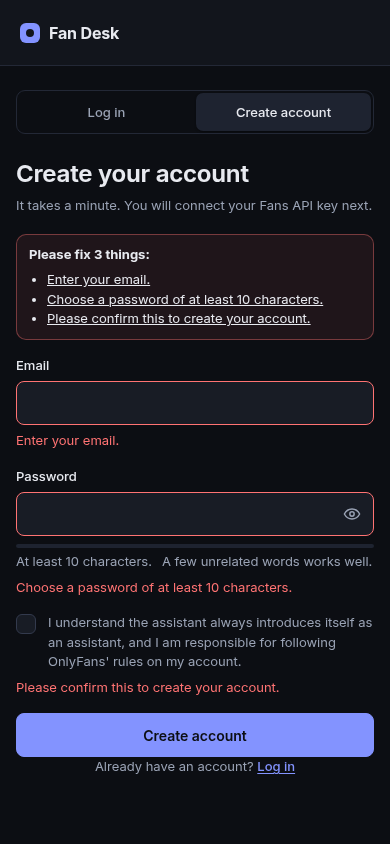 Fan Desk
Log in
Create account
Create your account
It takes a minute. You will connect your Fans API key next.
Please fix 3 things:
• Enter your email.
• Choose a password of at least 10 characters.
• Please confirm this to create your account.
Email
Enter your email.
Password
At least 10 characters. A few unrelated words works well.
Choose a password of at least 10 characters.
I understand the assistant always introduces itself as
an assistant, and I am responsible for following
OnlyFans' rules on my account.
Please confirm this to create your account.
Create account
Already have an account? Log in